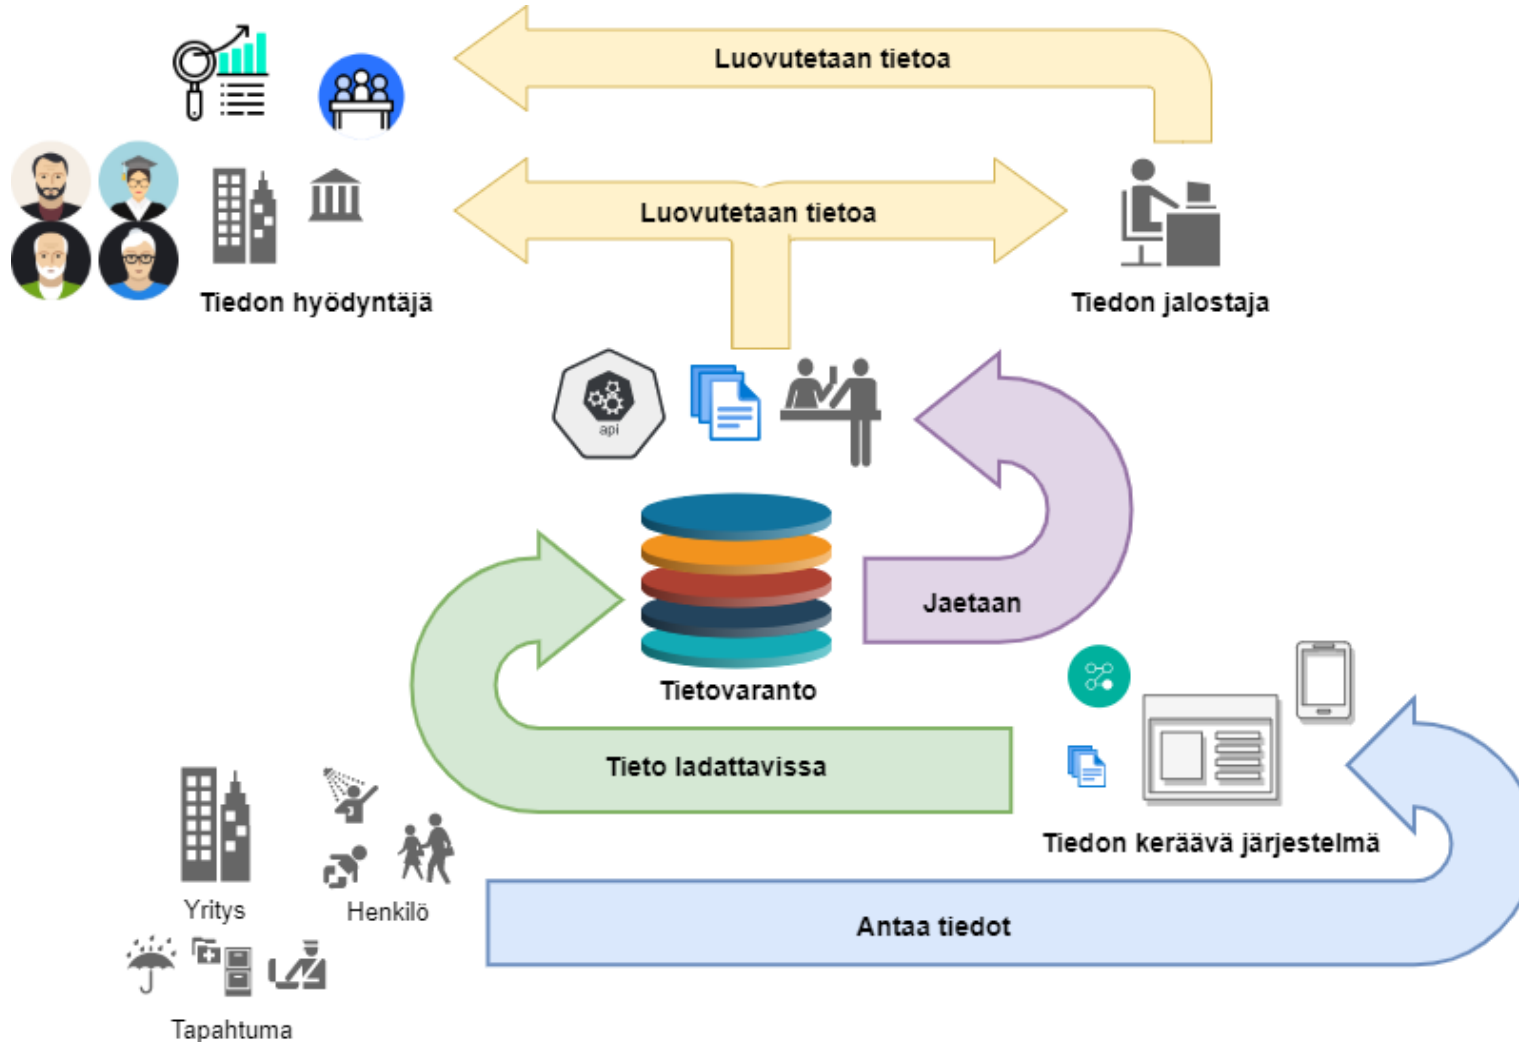 Luovutetaan tietoa
Luovutetaan tietoa
Tiedon hyödyntäjä
Tiedon jalostaja
api
Jaetaan
Tietovaranto
Tieto ladattavissa
Tiedon keräävä järjestelmä
Yritys
Henkilö
Antaa tiedot
Tapahtuma